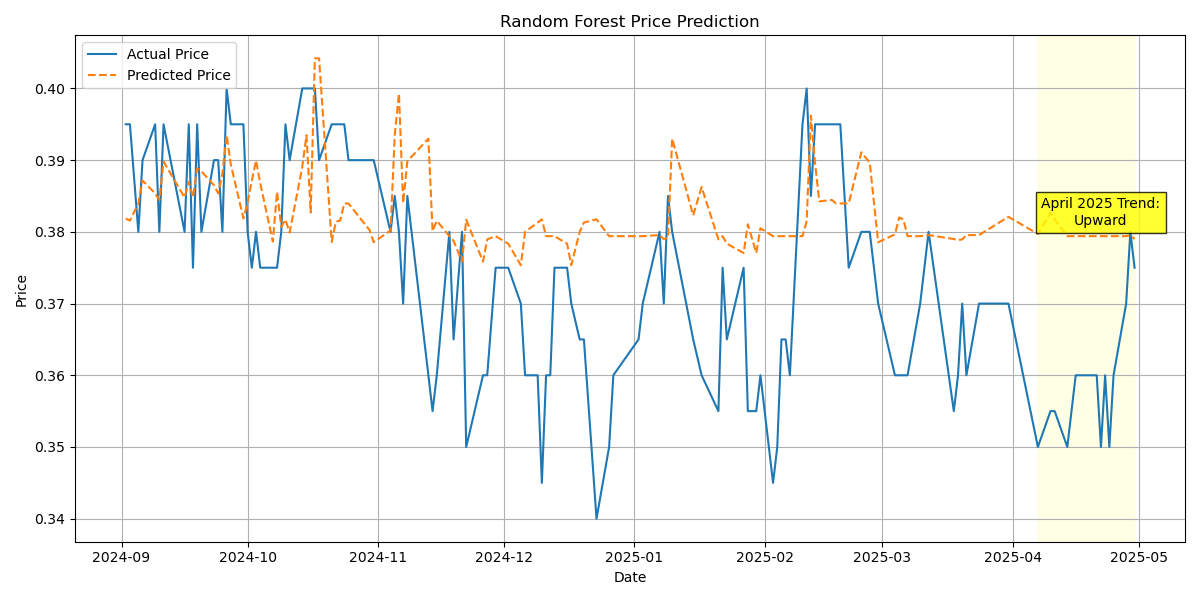 Random Forest Price Prediction
Actual Price
Predicted Price
April 2025 Trend:
Upward
Price
0.40
0.39
0.38
0.37
0.36
0.35
0.34
2024-09 2024-10 2024-11 2024-12 2025-01 2025-02 2025-03 2025-04 2025-05
Date